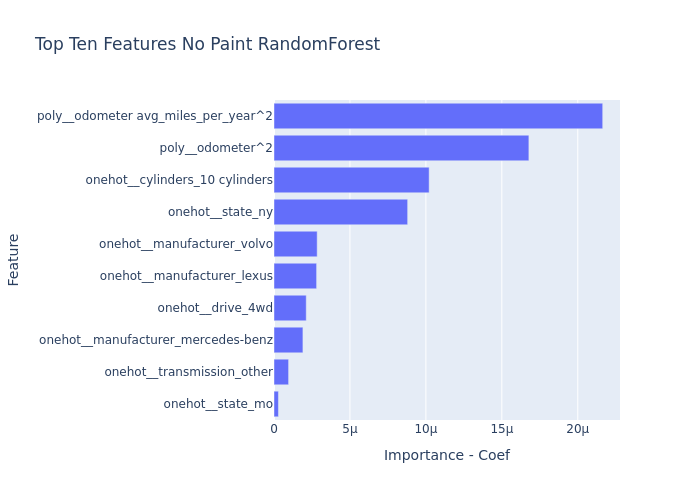 Top Ten Features No Paint RandomForest
poly__odometer avg_miles_per_year^2
poly__odometer^2
onehot__cylinders_10 cylinders
onehot__state_ny
onehot__manufacturer_volvo
onehot__manufacturer_lexus
onehot__drive_4wd
onehot__manufacturer_mercedes-benz
onehot__transmission_other
onehot__state_mo
Feature
0 5μ 10μ 15μ 20μ
Importance - Coef